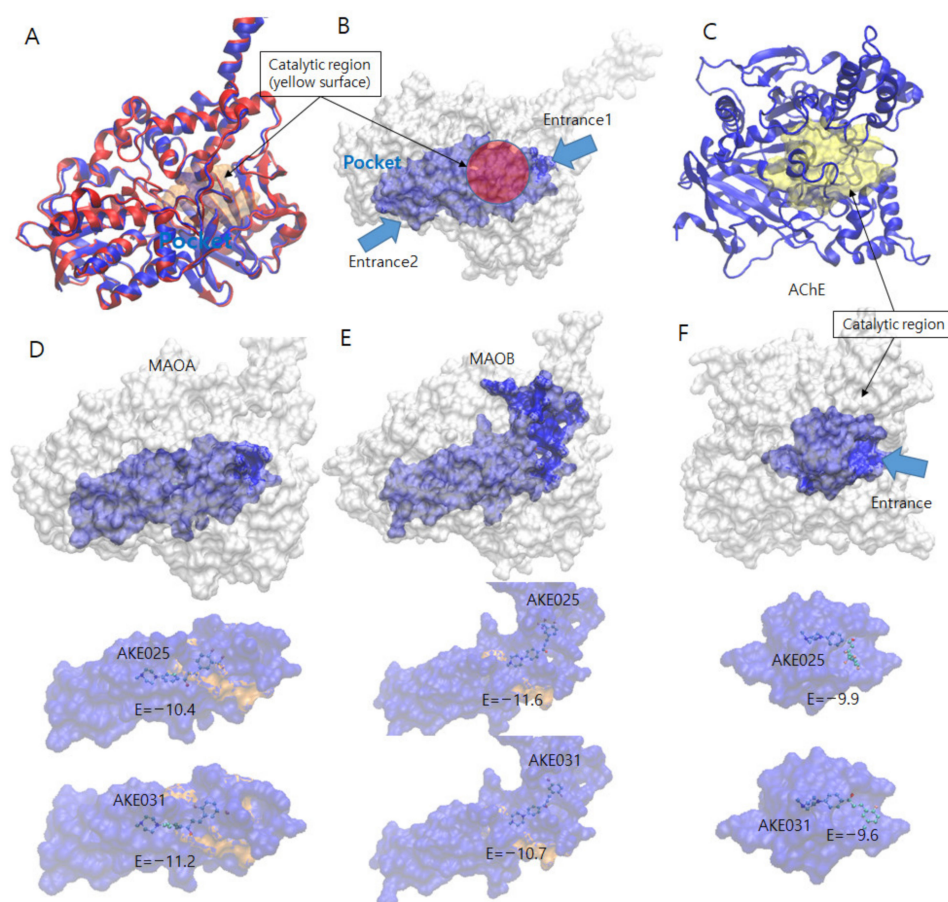 A
B
C
Catalytic region
(yellow surface)
Entrance1
Pocket
Pocket
Entrance2
AChE
Catalytic region
D
E
F
MAOA
MAOB
Entrance
AKE025
E=−10.4
AKE025
E=−11.6
AKE025
E=−9.9
AKE031
E=−11.2
AKE031
E=−10.7
AKE031
E=−9.6